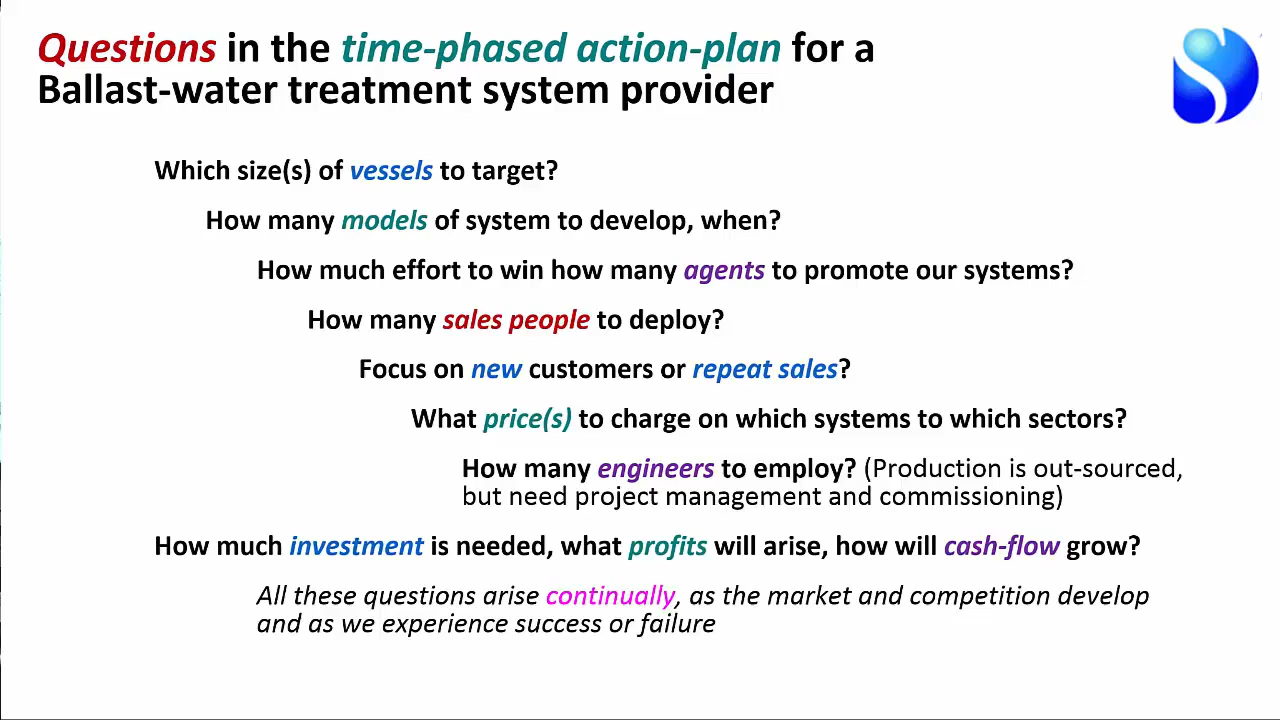 Questions in the time-phased action-plan for a
Ballast-water treatment system provider
Which size(s) of vessels to target?
How many models of system to develop, when?
How much effort to win how many agents to promote our systems?
How many sales people to deploy?
Focus on new customers or repeat sales?
What price(s) to charge on which systems to which sectors?
How many engineers to employ? (Production is out-sourced,
but need project management and commissioning)
How much investment is needed, what profits will arise, how will cash-flow grow?
All these questions arise continually, as the market and competition develop
and as we experience success or failure